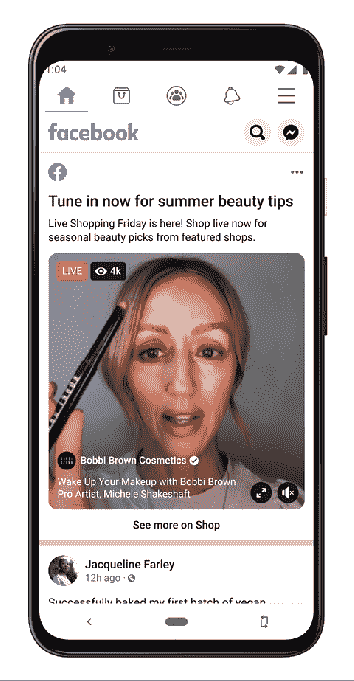 1:04
facebook
Tune in now for summer beauty tips
Live Shopping Friday is here! Shop live now for
seasonal beauty picks from featured shops.
LIVE 4k
Bobbi Brown Cosmetics
Wake Up Your Makeup with Bobbi Brown
Pro Artist, Michele Shakeshaft
See more on Shop
Jacqueline Farley
12h ago ·
Successfully baked my first batch of vegan